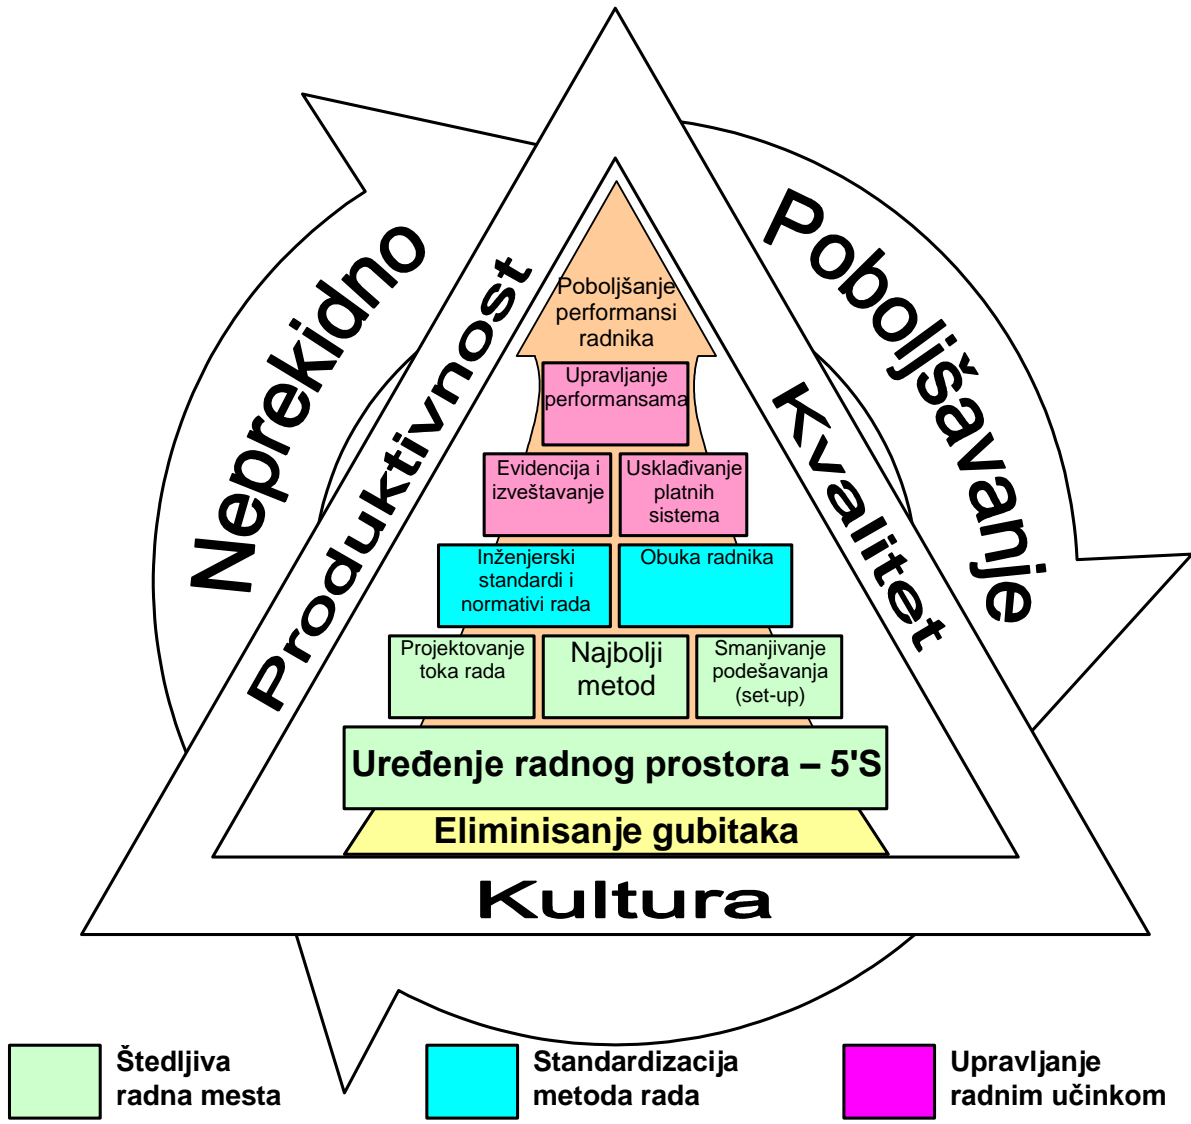 Neprekidno
Poboljšavanje
Produktivnost
Kvalitet
Kultura
Poboljšanje
performansi
radnika
Upravljanje
performansama
Evidencija i
izveštavanje
Usklađivanje
platnih
sistema
Inženjerski
standardi i
normativi rada
Obuka radnika
Projektovanje
toka rada
Najbolji
metod
Smanjivanje
podešavanja
(set-up)
Uređenje radnog prostora – 5'S
Eliminisanje gubitaka
Štedljiva
radna mesta
Standardizacija
metoda rada
Upravljanje
radnim učinkom